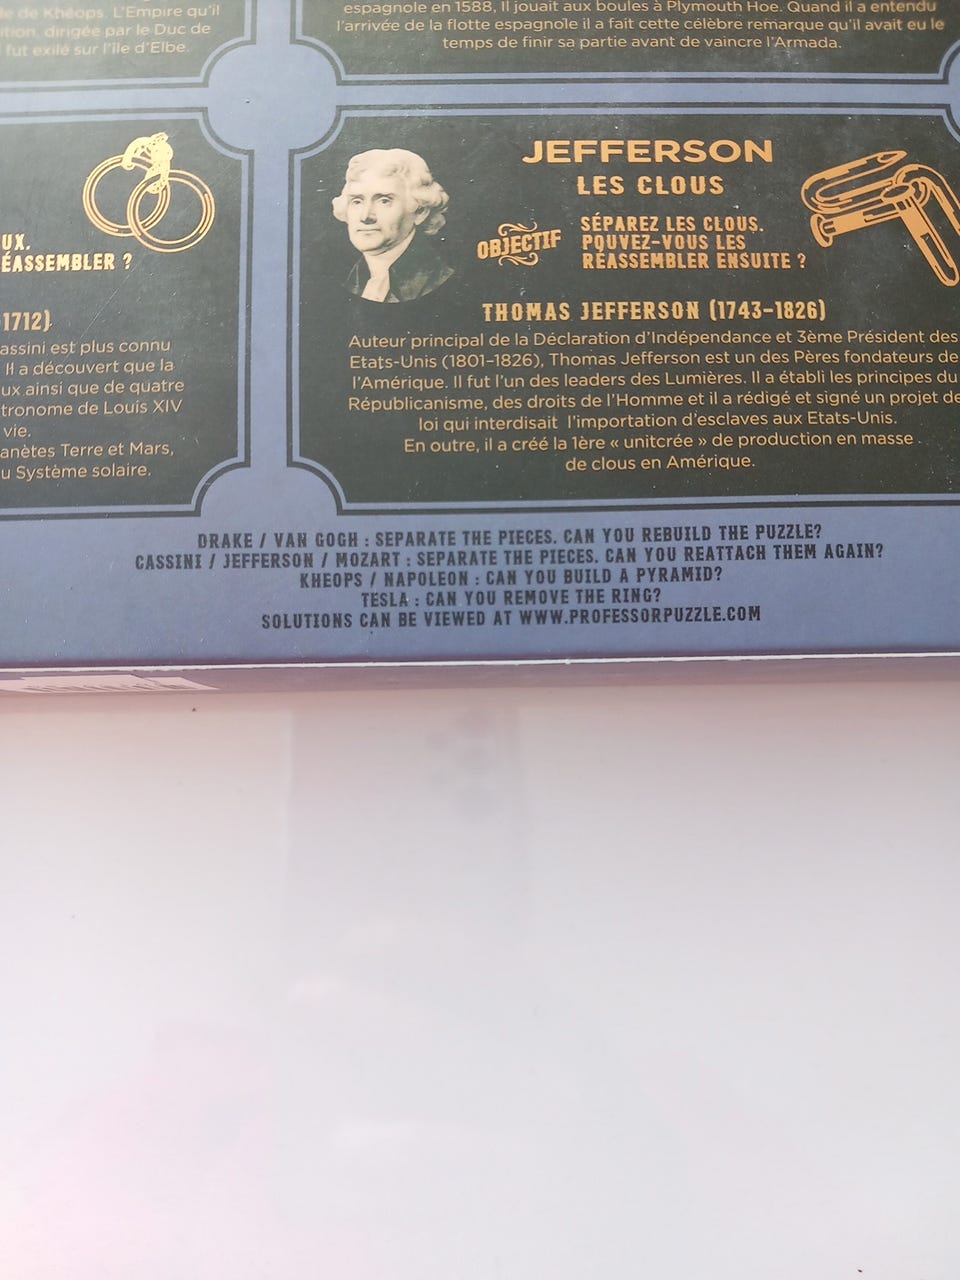 de de Khéops. L'Empire qu'il
ition, dirigée par le Duc de
fut exilé sur l'île d'Elbe.
espagnole en 1588, Il jouait aux boules à Plymouth Hoe. Quand il a entendu
l'arrivée de la flotte espagnole il a fait cette célèbre remarque qu'il avait eu le
temps de finir sa partie avant de vaincre l'Armada.
UX.
ÉASSEMBLER ?
1712)
assini est plus connu
Il a découvert que la
ux ainsi que de quatre
tronome de Louis XIV
vie.
anètes Terre et Mars,
u Système solaire.
JEFFERSON
LES CLOUS
OBJECTIF
SÉPAREZ LES CLOUS.
POUVEZ-VOUS LES
RÉASSEMBLER ENSUITE ?
THOMAS JEFFERSON (1743-1826)
Auteur principal de la Déclaration d'Indépendance et 3ème Président des
Etats-Unis (1801-1826), Thomas Jefferson est un des Pères fondateurs de
l'Amérique. Il fut l'un des leaders des Lumières. Il a établi les principes du
Républicanisme, des droits de l'Homme et il a rédigé et signé un projet de
loi qui interdisait l'importation d'esclaves aux Etats-Unis.
En outre, il a créé la 1ère « unitcrée » de production en masse
de clous en Amérique.
DRAKE / VAN GOGH : SEPARATE THE PIECES. CAN YOU REBUILD THE PUZZLE?
CASSINI / JEFFERSON / MOZART : SEPARATE THE PIECES. CAN YOU REATTACH THEM AGAIN?
KHEOPS / NAPOLEON : CAN YOU BUILD A PYRAMID?
TESLA : CAN YOU REMOVE THE RING?
SOLUTIONS CAN BE VIEWED AT WWW.PROFESSORPUZZLE.COM